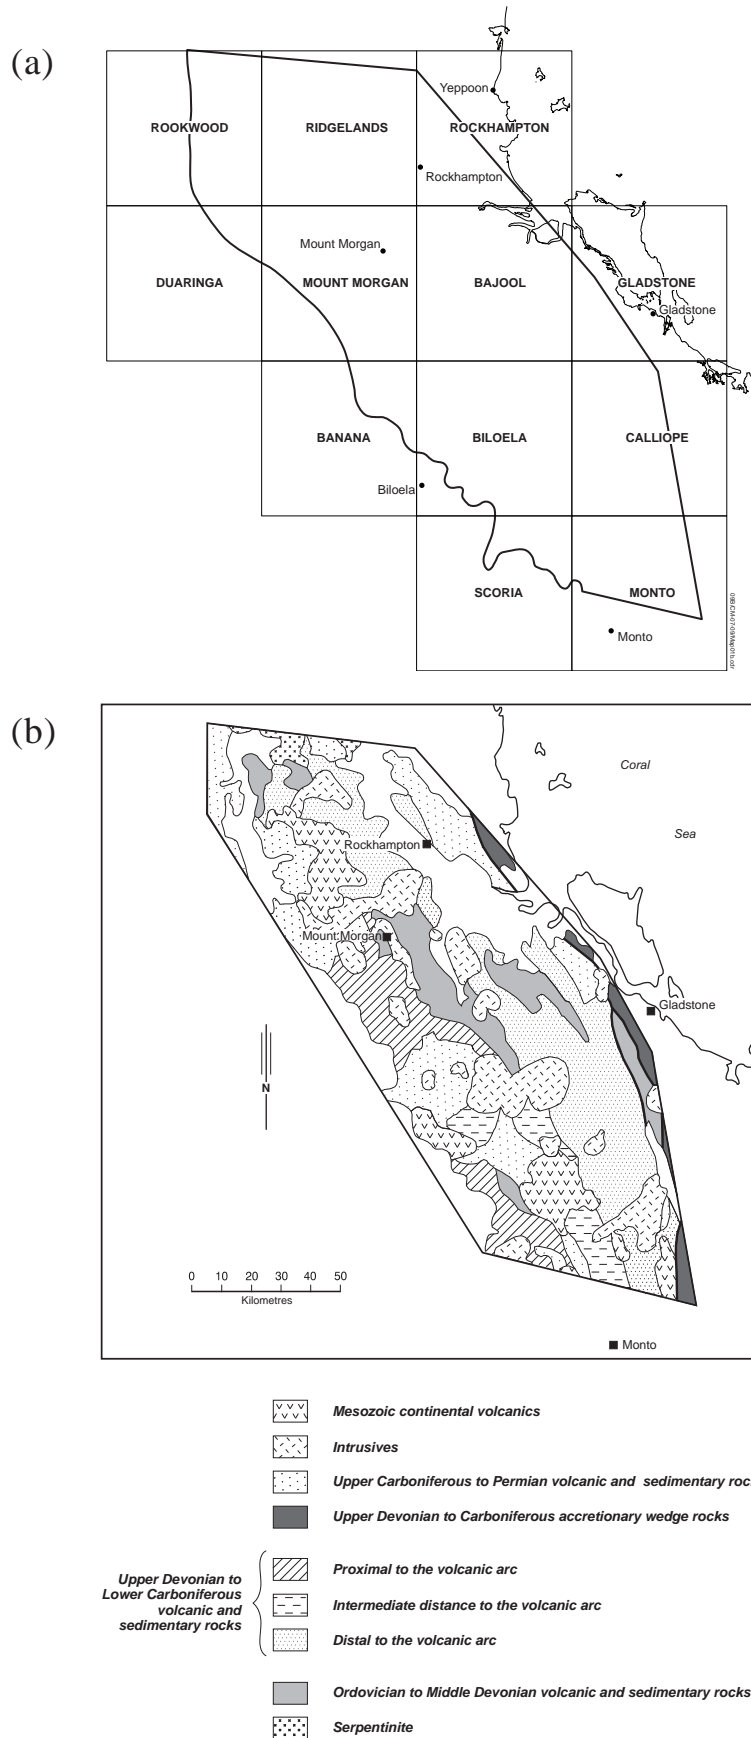 (a)
Yeppoon
ROOKWOOD
RIDGELANDS
ROCKHAMPTON
Rockhampton
Mount Morgan
DUARINGA
MOUNT MORGAN
BAJOOL
GLADSTONE
Gladstone
BANANA
BILOELA
CALLIOPE
Biloela
SCORIA
MONTO
Monto
(b)
Coral
Sea
Rockhampton
Mount Morgan
Gladstone
N
0 10 20 30 40 50
Kilometres
Monto
Mesozoic continental volcanics
Intrusives
Upper Carboniferous to Permian volcanic and sedimentary roc
Upper Devonian to Carboniferous accretionary wedge rocks
Upper Devonian to
Lower Carboniferous
volcanic and
sedimentary rocks
Proximal to the volcanic arc
Intermediate distance to the volcanic arc
Distal to the volcanic arc
Ordovician to Middle Devonian volcanic and sedimentary rocks
Serpentinite